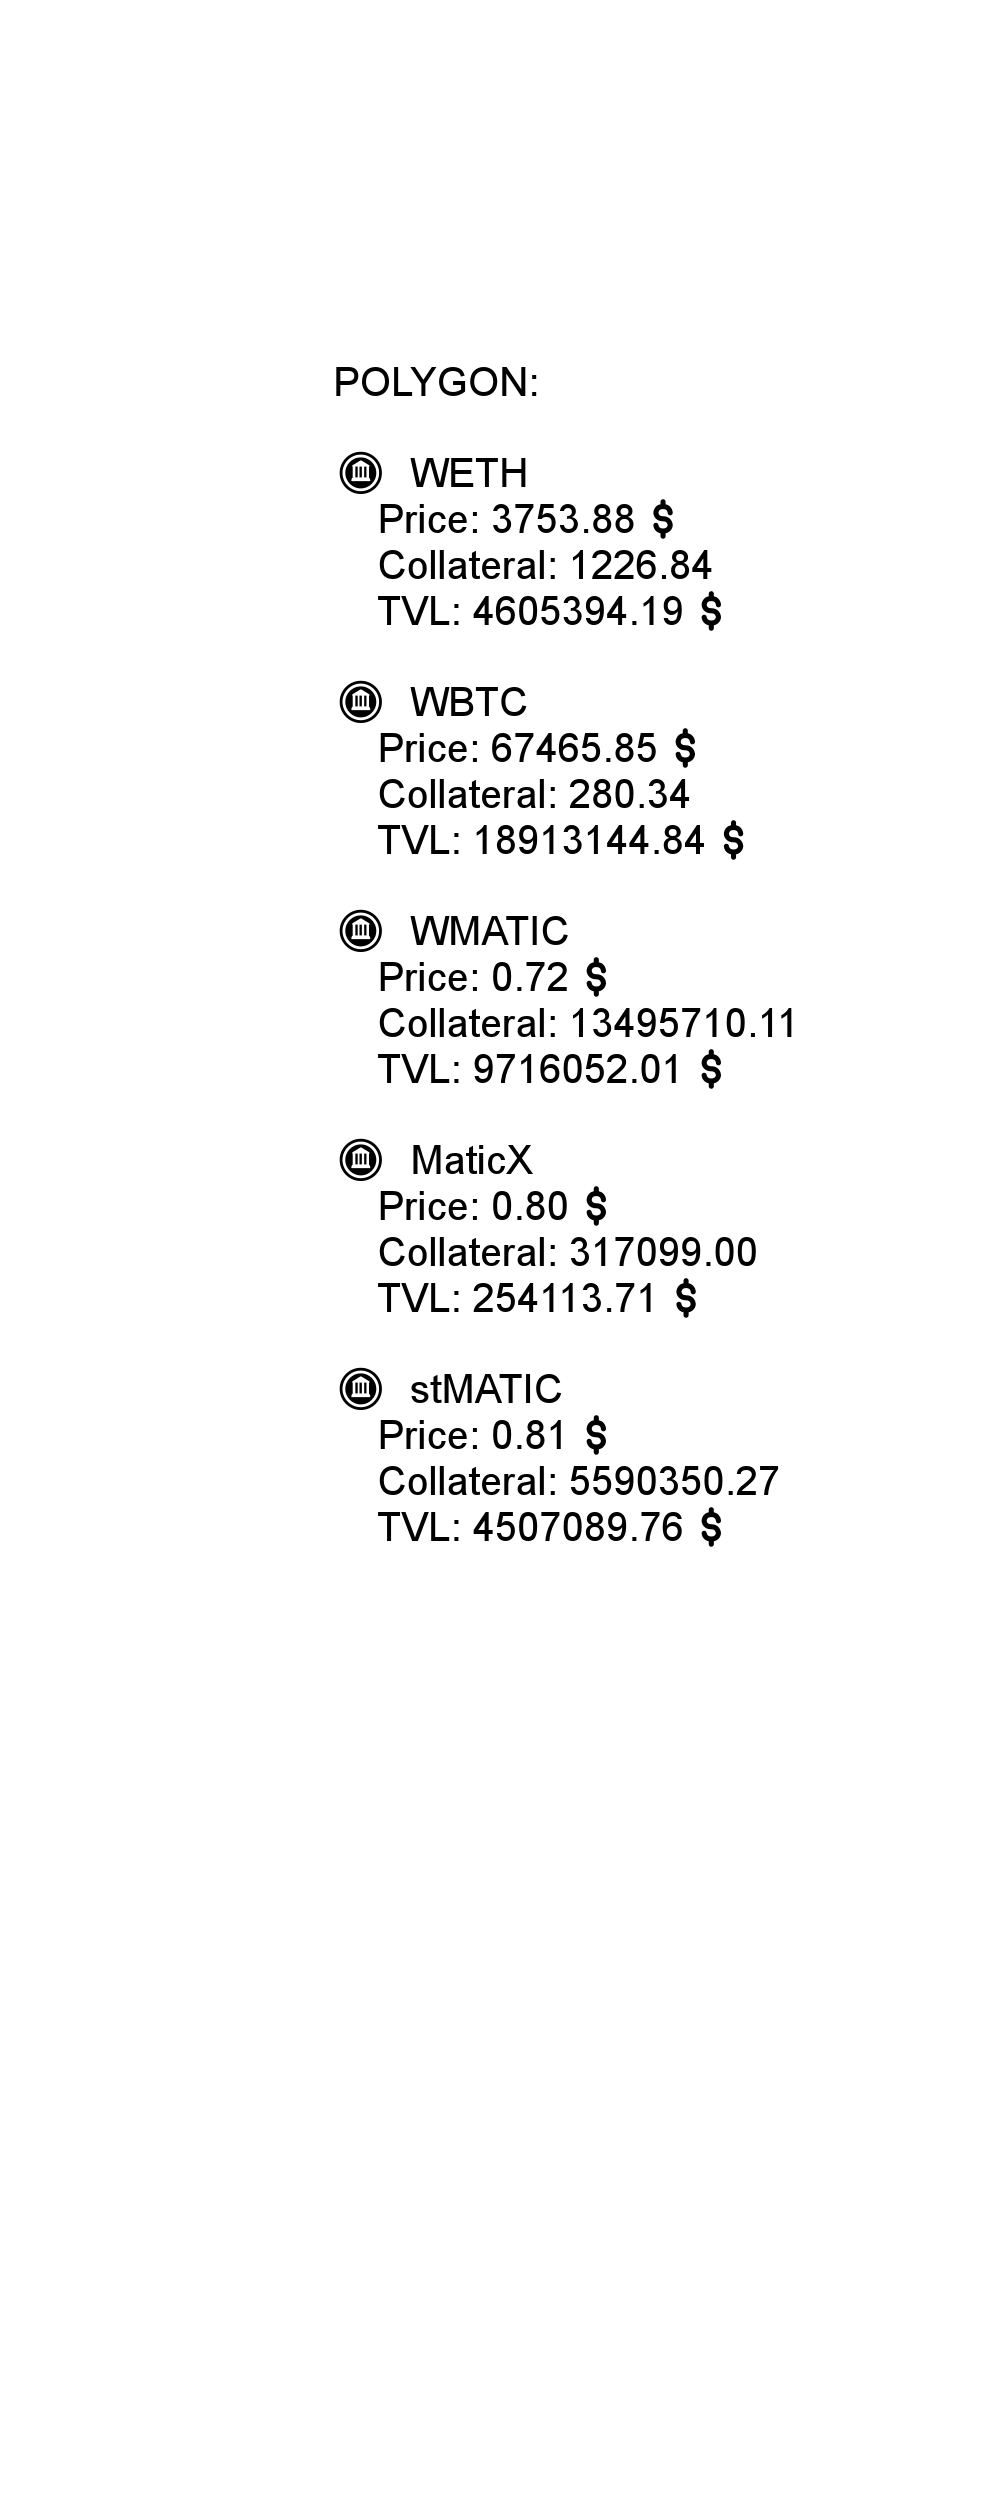 POLYGON:
WETH
Price: 3753.88 $
Collateral: 1226.84
TVL: 4605394.19 $
WBTC
Price: 67465.85 $
Collateral: 280.34
TVL: 18913144.84 $
WMATIC
Price: 0.72 $
Collateral: 13495710.11
TVL: 9716052.01 $
MaticX
Price: 0.80 $
Collateral: 317099.00
TVL: 254113.71 $
stMATIC
Price: 0.81 $
Collateral: 5590350.27
TVL: 4507089.76 $